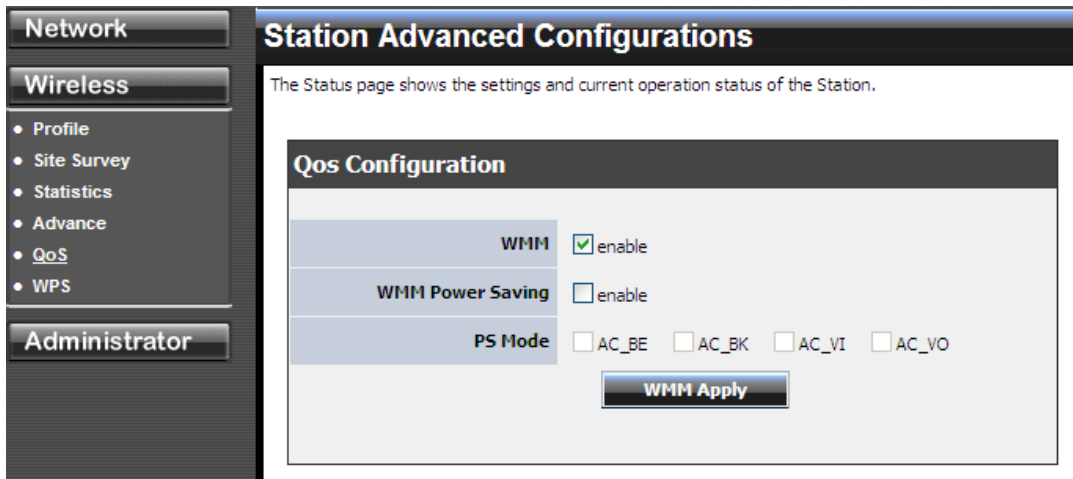 Network
Wireless
• Profile
• Site Survey
• Statistics
• Advance
• QoS
• WPS
Administrator
Station Advanced Configurations
The Status page shows the settings and current operation status of the Station.
Qos Configuration
WMM enable
WMM Power Saving enable
PS Mode AC_BE AC_BK AC_VI AC_VO
WMM Apply